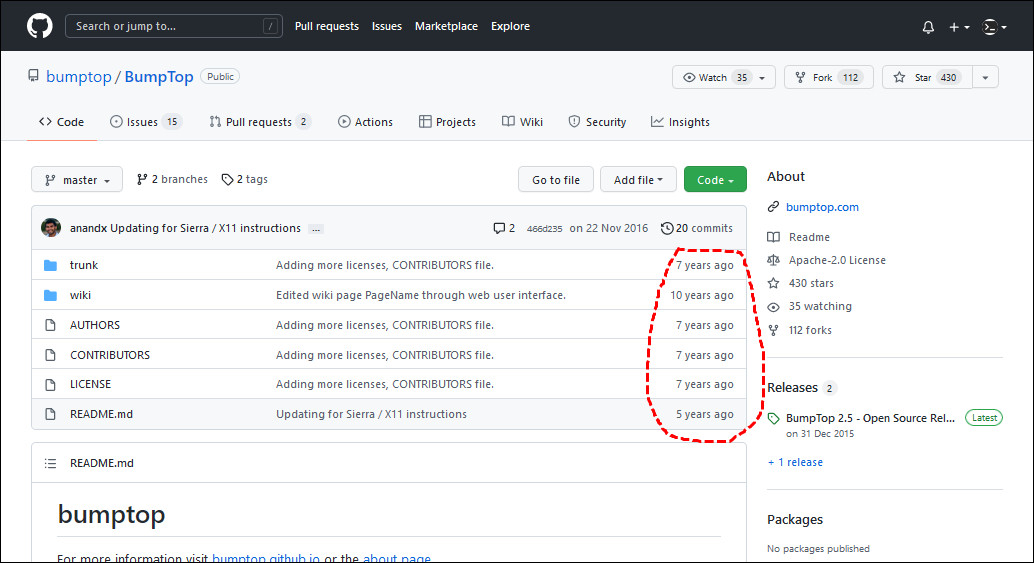 Search or jump to... / Pull requests Issues Marketplace Explore
bumptop / BumpTop Public Watch 35 Fork 112 Star 430
Code Issues 15 Pull requests 2 Actions Projects Wiki Security Insights
master 2 branches 2 tags Go to file Add file Code
anandx Updating for Sierra / X11 instructions ... 2 466d235 on 22 Nov 2016 20 commits
trunk Adding more licenses, CONTRIBUTORS file. 7 years ago
wiki Edited wiki page PageName through web user interface. 10 years ago
AUTHORS Adding more licenses, CONTRIBUTORS file. 7 years ago
CONTRIBUTORS Adding more licenses, CONTRIBUTORS file. 7 years ago
LICENSE Adding more licenses, CONTRIBUTORS file. 7 years ago
README.md Updating for Sierra / X11 instructions 5 years ago
README.md
bumptop
For more information visit bumptop.github.io or the about page
About
bumptop.com
Readme
Apache-2.0 License
430 stars
35 watching
112 forks
Releases 2
BumpTop 2.5 - Open Source Rel... Latest
on 31 Dec 2015
+ 1 release
Packages
No packages published